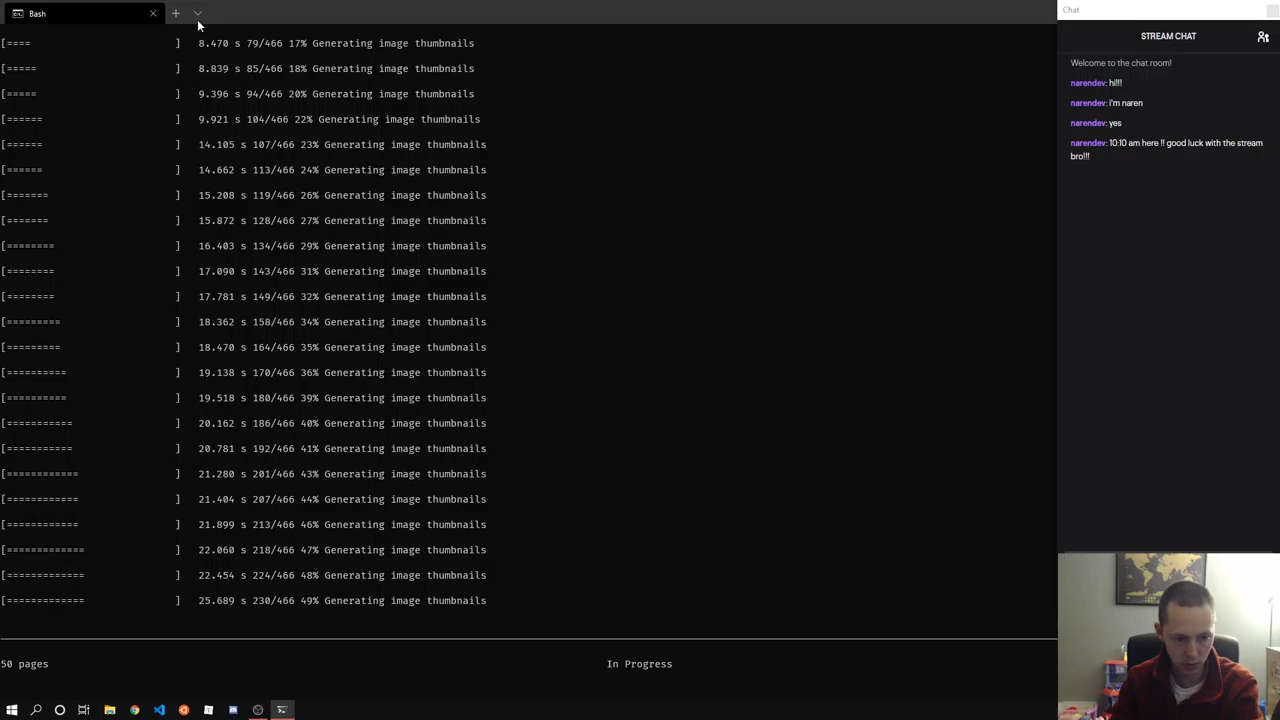 Bash
Chat
[====                         ]   8.470 s 79/466 17% Generating image thumbnails
[=====                        ]   8.839 s 85/466 18% Generating image thumbnails
[=====                        ]   9.396 s 94/466 20% Generating image thumbnails
[======                       ]   9.921 s 104/466 22% Generating image thumbnails
[======                       ]   14.105 s 107/466 23% Generating image thumbnails
[======                       ]   14.662 s 113/466 24% Generating image thumbnails
[=======                      ]   15.208 s 119/466 26% Generating image thumbnails
[=======                      ]   15.872 s 128/466 27% Generating image thumbnails
[========                     ]   16.403 s 134/466 29% Generating image thumbnails
[========                     ]   17.090 s 143/466 31% Generating image thumbnails
[========                     ]   17.781 s 149/466 32% Generating image thumbnails
[=========                    ]   18.362 s 158/466 34% Generating image thumbnails
[=========                    ]   18.470 s 164/466 35% Generating image thumbnails
[==========                   ]   19.138 s 170/466 36% Generating image thumbnails
[==========                   ]   19.518 s 180/466 39% Generating image thumbnails
[===========                  ]   20.162 s 186/466 40% Generating image thumbnails
[===========                  ]   20.781 s 192/466 41% Generating image thumbnails
[============                 ]   21.280 s 201/466 43% Generating image thumbnails
[============                 ]   21.404 s 207/466 44% Generating image thumbnails
[============                 ]   21.899 s 213/466 46% Generating image thumbnails
[=============                ]   22.060 s 218/466 47% Generating image thumbnails
[=============                ]   22.454 s 224/466 48% Generating image thumbnails
[=============                ]   25.689 s 230/466 49% Generating image thumbnails
50 pages
In Progress
STREAM CHAT
Welcome to the chat room!
narendev: hi!!!
narendev: i'm naren
narendev: yes
narendev: 10:10 am here !! good luck with the stream
bro!!!